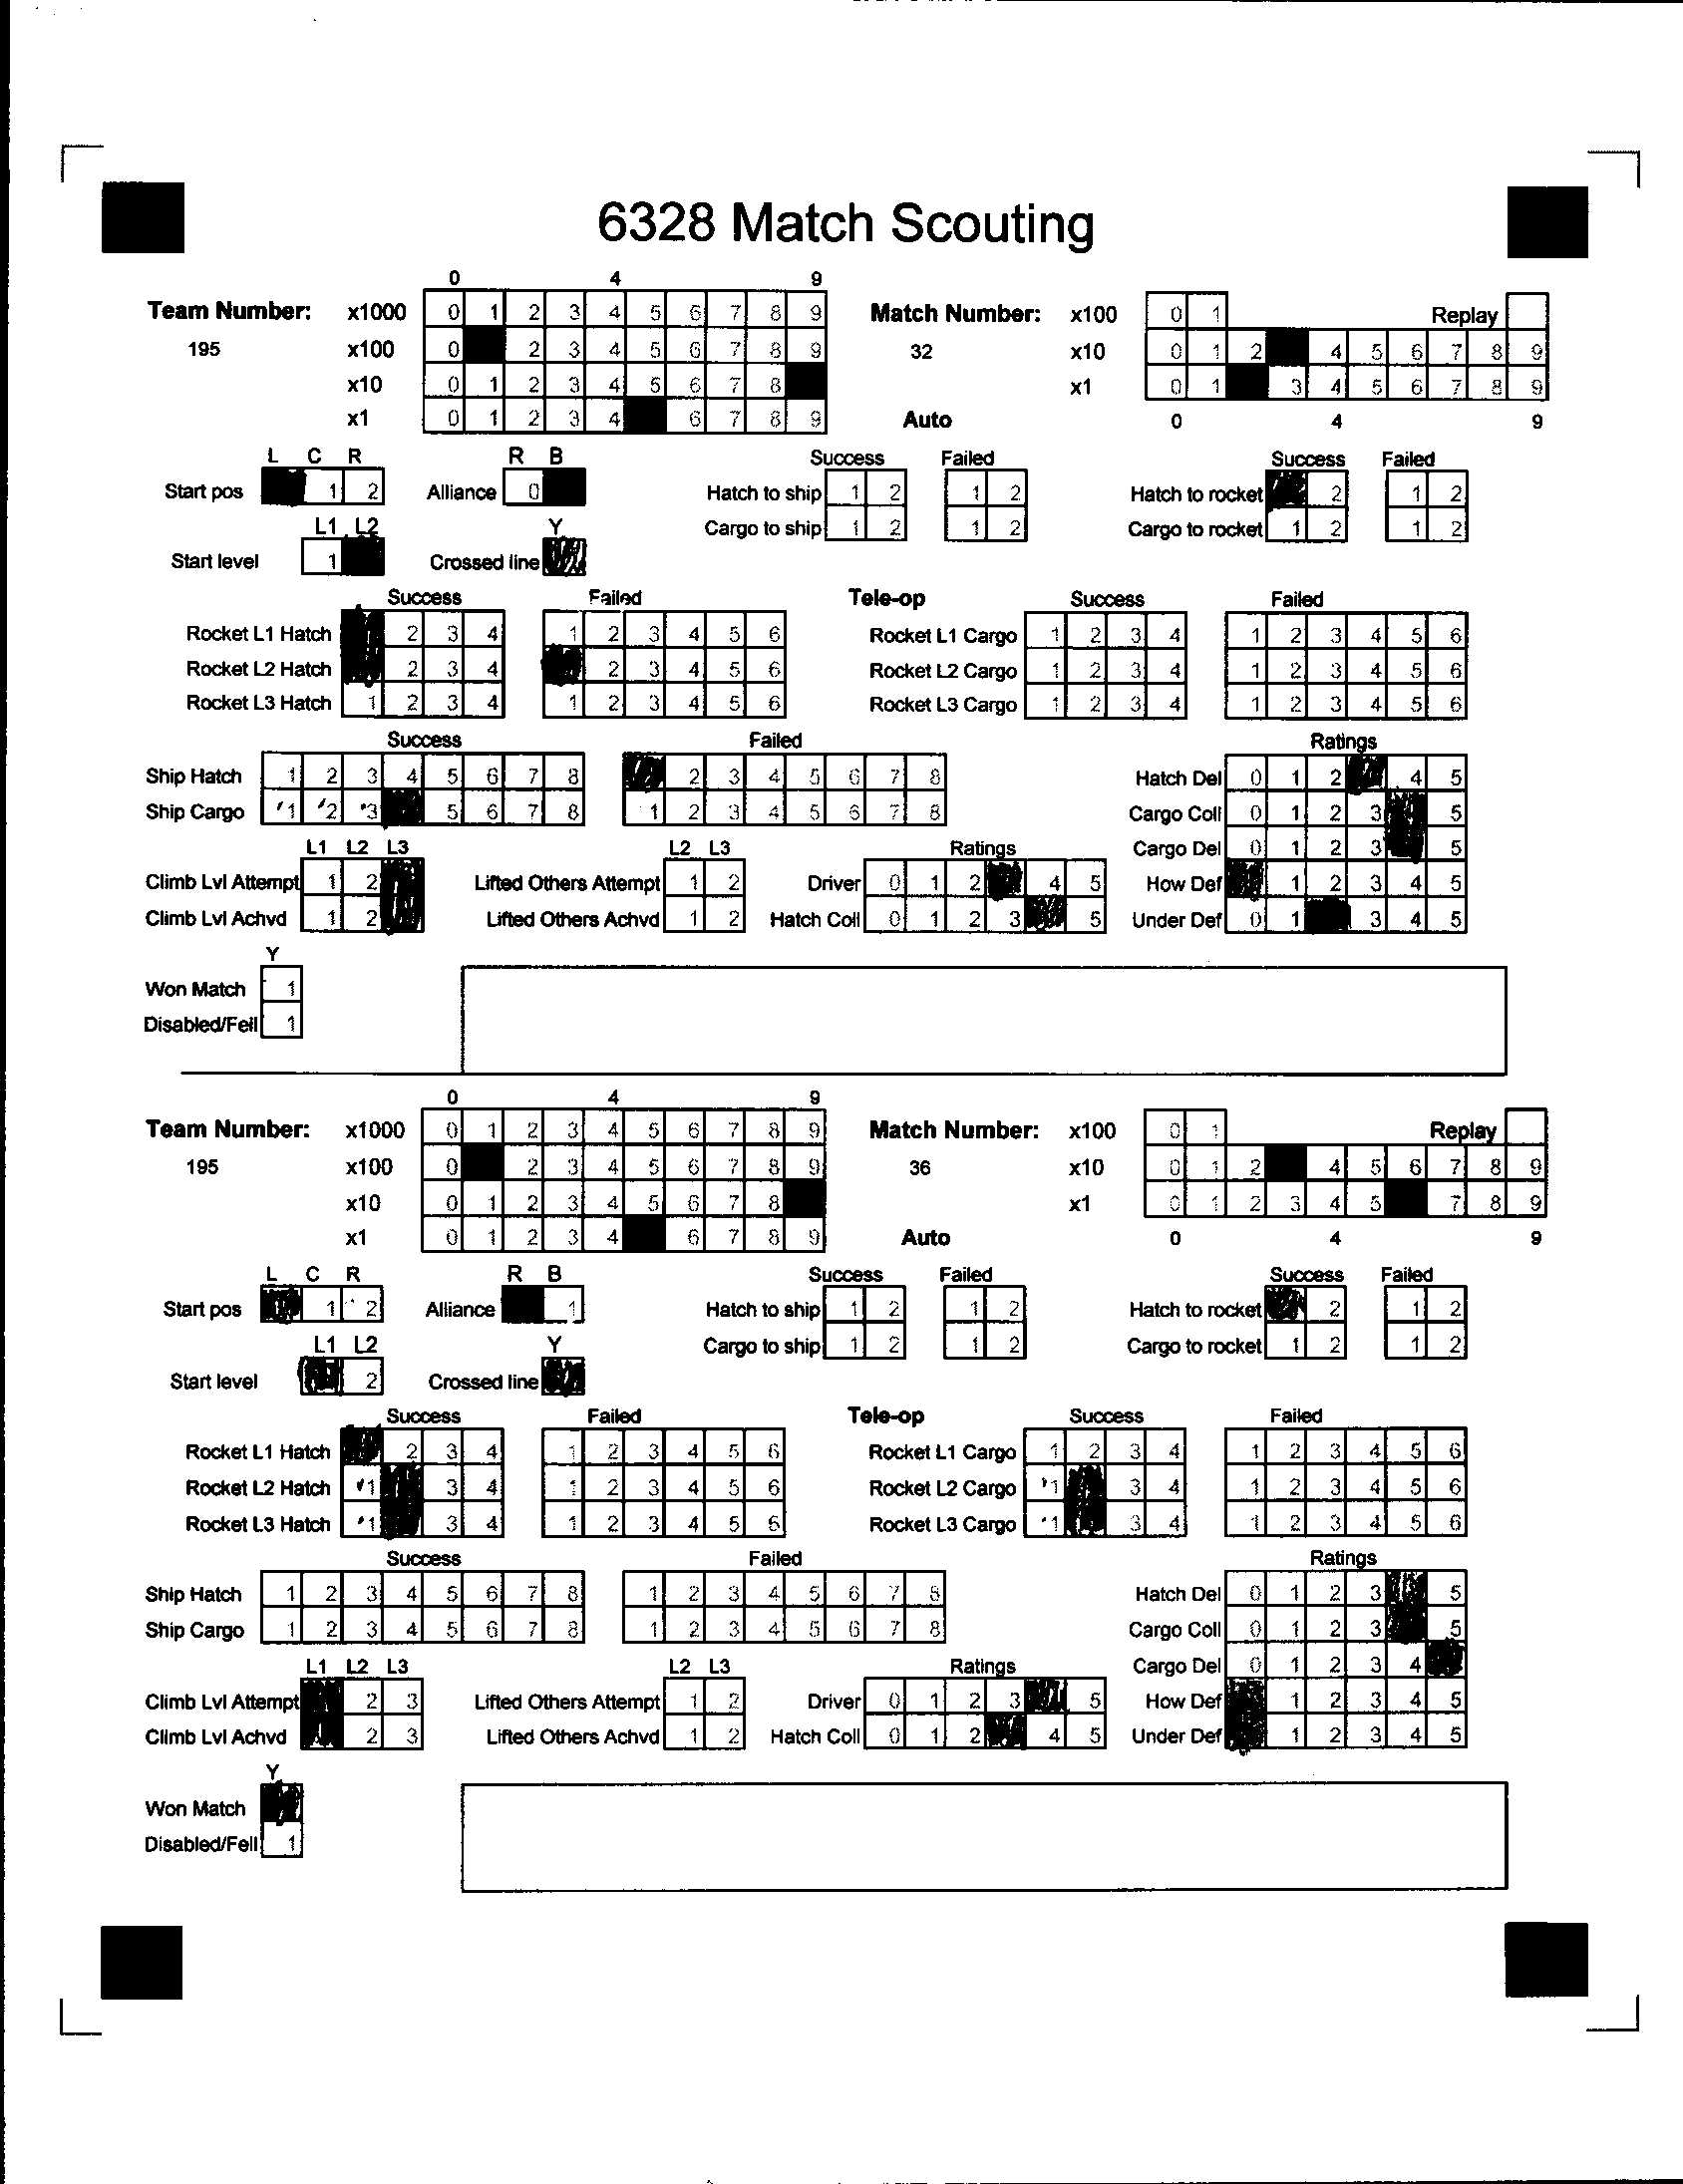 6328 Match Scouting
0 4 9
Team Number: x1000 0 1 2 3 4 5 6 7 8 9 Match Number: x100 0 1 Replay
195 x100 0 2 3 4 5 6 7 8 9 32 x10 0 1 2 4 5 6 7 8 9
x10 0 1 2 3 4 5 6 7 8 x1 0 1 3 4 5 6 7 8 9
x1 0 1 2 3 4 6 7 8 9 Auto 0 4 9
L C R R B Success Failed Success Failed
Start pos 1 2 Alliance 0 Hatch to ship 1 2 1 2 Hatch to rocket 2 1 2
L1 L2 Y Cargo to ship 1 2 1 2 Cargo to rocket 1 2 1 2
Start level 1 Crossed line
Success Failed Tele-op Success Failed
Rocket L1 Hatch 2 3 4 1 2 3 4 5 6 Rocket L1 Cargo 1 2 3 4 1 2 3 4 5 6
Rocket L2 Hatch 2 3 4 2 3 4 5 6 Rocket L2 Cargo 1 2 3 4 1 2 3 4 5 6
Rocket L3 Hatch 1 2 3 4 1 2 3 4 5 6 Rocket L3 Cargo 1 2 3 4 1 2 3 4 5 6
Success Failed Ratings
Ship Hatch 1 2 3 4 5 6 7 8 2 3 4 5 6 7 8 Hatch Del 0 1 2 4 5
Ship Cargo 1 2 3 5 6 7 8 1 2 3 4 5 6 7 8 Cargo Coll 0 1 2 3 5
L1 L2 L3 L2 L3 Ratings Cargo Del 0 1 2 3 5
Climb Lvl Attempt 1 2 Lifted Others Attempt 1 2 Driver 0 1 2 4 5 How Def 1 2 3 4 5
Climb Lvl Achvd 1 2 Lifted Others Achvd 1 2 Hatch Coll 0 1 2 3 5 Under Def 0 1 3 4 5
Y
Won Match 1
Disabled/Fell 1
0 4 9
Team Number: x1000 0 1 2 3 4 5 6 7 8 9 Match Number: x100 0 1 Replay
195 x100 0 2 3 4 5 6 7 8 9 36 x10 0 1 2 4 5 6 7 8 9
x10 0 1 2 3 4 5 6 7 8 x1 0 1 2 3 4 5 7 8 9
x1 0 1 2 3 4 6 7 8 9 Auto 0 4 9
L C R R B Success Failed Success Failed
Start pos 1 2 Alliance 1 Hatch to ship 1 2 1 2 Hatch to rocket 2 1 2
L1 L2 Y Cargo to ship 1 2 1 2 Cargo to rocket 1 2 1 2
Start level 2 Crossed line
Success Failed Tele-op Success Failed
Rocket L1 Hatch 2 3 4 1 2 3 4 5 6 Rocket L1 Cargo 1 2 3 4 1 2 3 4 5 6
Rocket L2 Hatch 1 3 4 1 2 3 4 5 6 Rocket L2 Cargo 1 3 4 1 2 3 4 5 6
Rocket L3 Hatch 1 3 4 1 2 3 4 5 6 Rocket L3 Cargo 1 3 4 1 2 3 4 5 6
Success Failed Ratings
Ship Hatch 1 2 3 4 5 6 7 8 1 2 3 4 5 6 7 8 Hatch Del 0 1 2 3 5
Ship Cargo 1 2 3 4 5 6 7 8 1 2 3 4 5 6 7 8 Cargo Coll 0 1 2 3 5
L1 L2 L3 L2 L3 Ratings Cargo Del 0 1 2 3 4
Climb Lvl Attempt 2 3 Lifted Others Attempt 1 2 Driver 0 1 2 3 5 How Def 1 2 3 4 5
Climb Lvl Achvd 2 3 Lifted Others Achvd 1 2 Hatch Coll 0 1 2 4 5 Under Def 1 2 3 4 5
Y
Won Match
Disabled/Fell 1